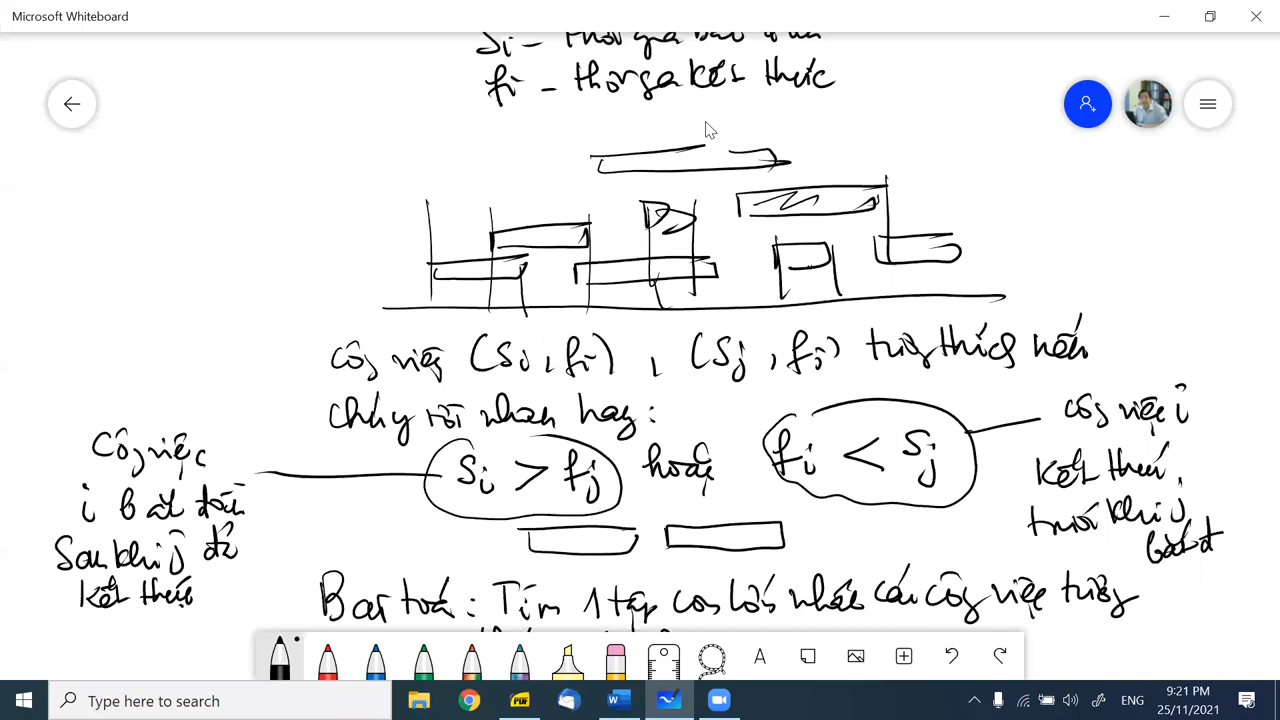 Microsoft Whiteboard
fi - thời gian kết thúc
Công việc (Si, fi), (Sj, fj) tương thích nếu
chúng rời nhau hay:
Si > fj hoặc fi < Sj
Công việc
i bắt đầu
Sau khi j đã
kết thúc
công việc i
kết thúc
trước khi j
bắt đ
Bài toán: Tìm 1 tập con lớn nhất các công việc tương
Type here to search
ENG
9:21 PM
25/11/2021